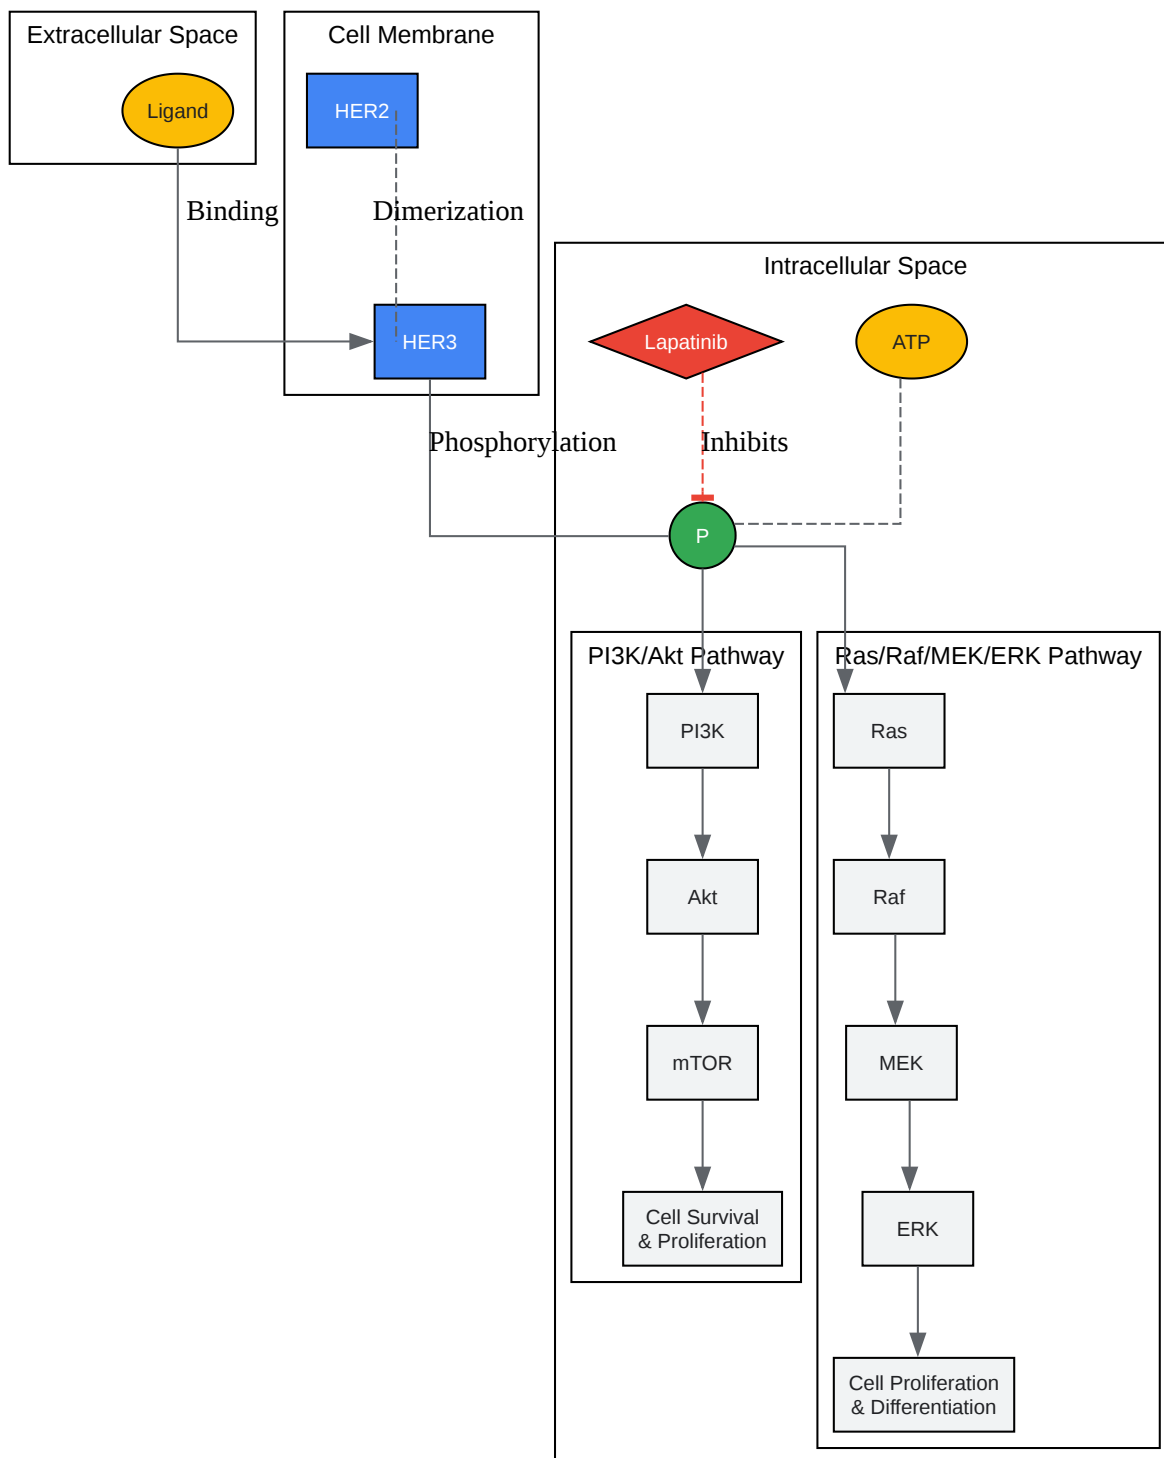 Extracellular Space
Cell Membrane
Ligand
HER2
Binding
Dimerization
Intracellular Space
HER3
Lapatinib
ATP
Phosphorylation
Inhibits
P
PI3K/Akt Pathway
Ras/Raf/MEK/ERK Pathway
PI3K
Ras
Akt
Raf
mTOR
MEK
Cell Survival
& Proliferation
ERK
Cell Proliferation
& Differentiation